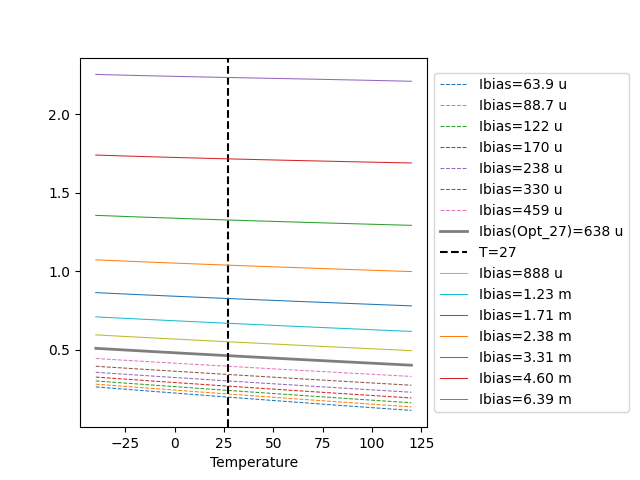 2.0
1.5
1.0
0.5
−25
0
25
50
75
100
125
Temperature
Ibias=63.9 u
Ibias=88.7 u
Ibias=122 u
Ibias=170 u
Ibias=238 u
Ibias=330 u
Ibias=459 u
Ibias(Opt_27)=638 u
T=27
Ibias=888 u
Ibias=1.23 m
Ibias=1.71 m
Ibias=2.38 m
Ibias=3.31 m
Ibias=4.60 m
Ibias=6.39 m